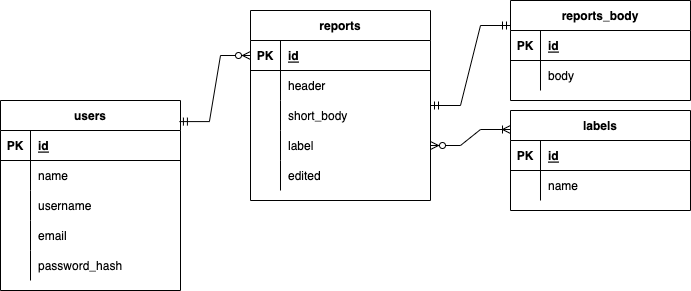 users
PK id
name
username
email
password_hash
reports
PK id
header
short_body
label
edited
reports_body
PK id
body
labels
PK id
name